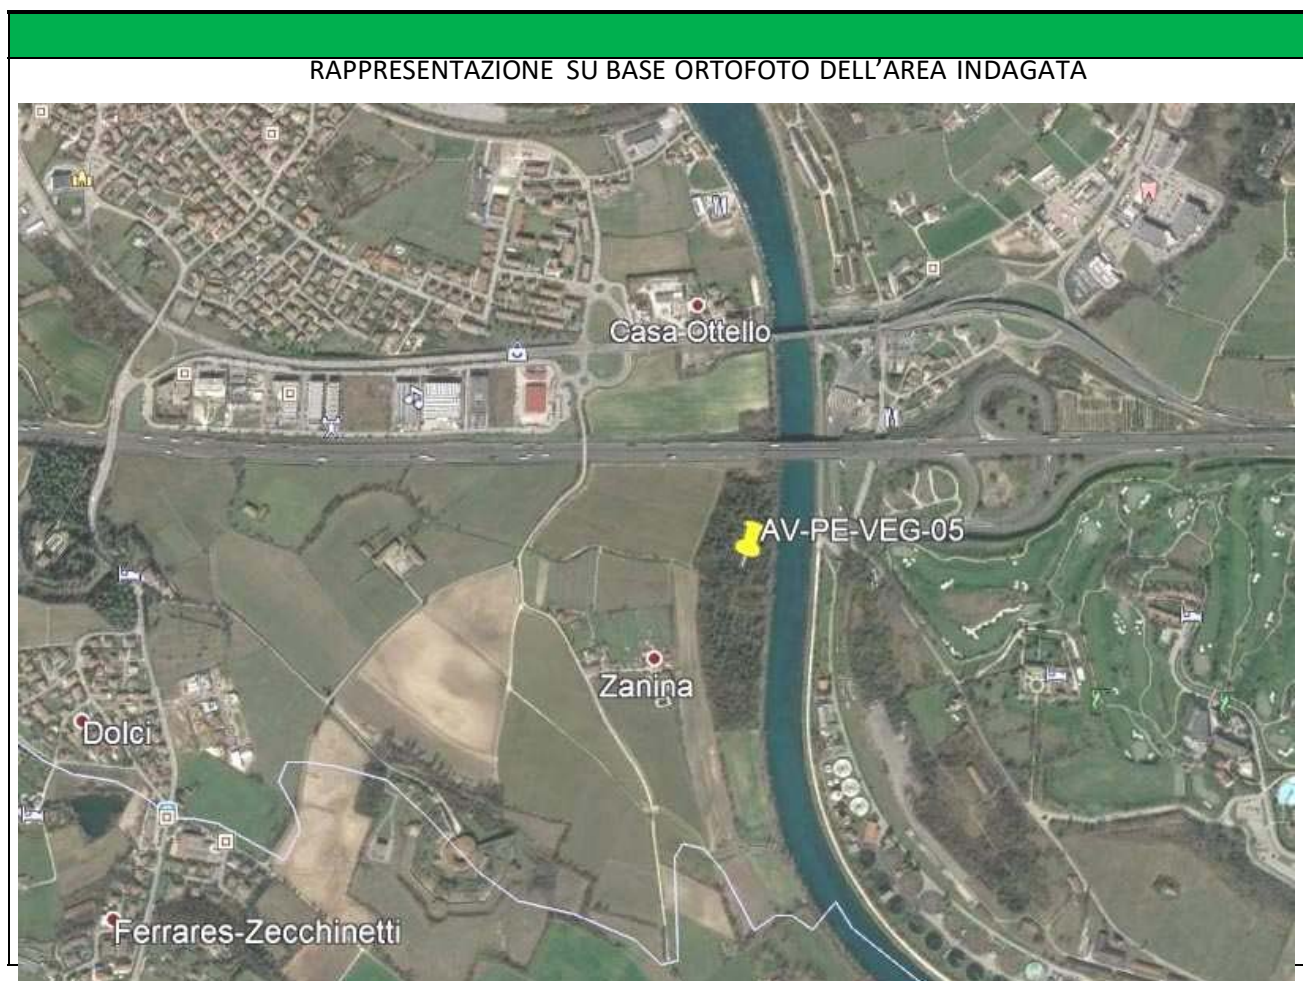 RAPPRESENTAZIONE SU BASE ORTOFOTO DELL'AREA INDAGATA
Casa Ottello
AV-PE-VEG-05
Zanina
Dolci
Ferrares-Zecchinetti